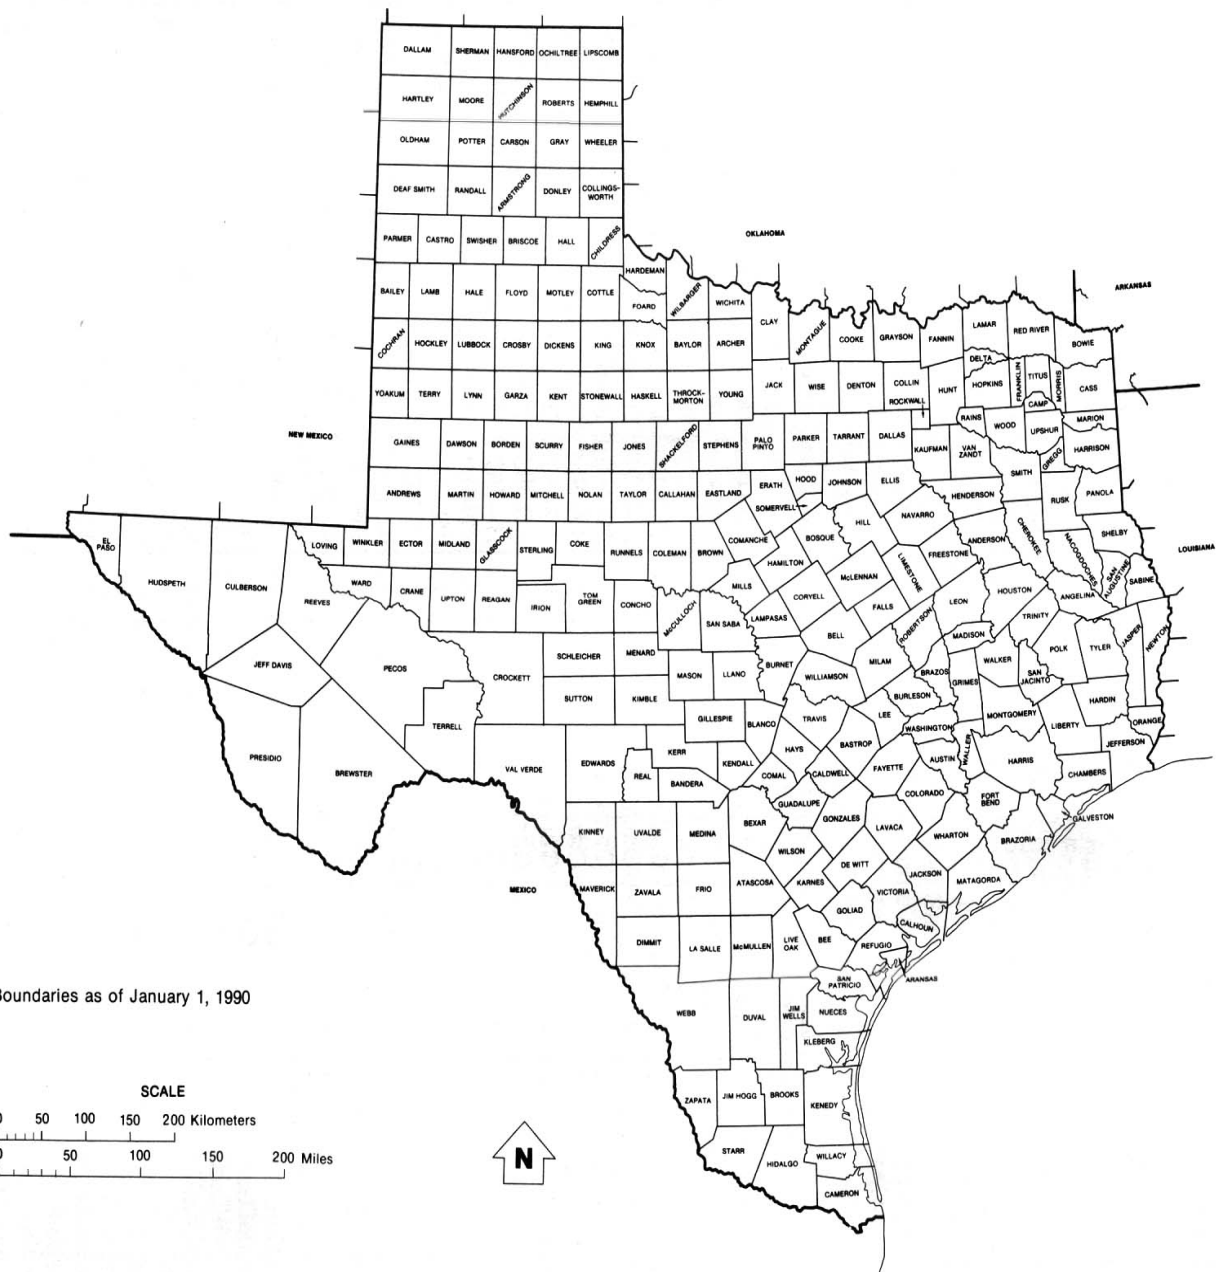 DALLAM SHERMAN HANSFORD OCHILTREE LIPSCOMB
HARTLEY MOORE HUTCHINSON ROBERTS HEMPHILL
OLDHAM POTTER CARSON GRAY WHEELER
DEAF SMITH RANDALL ARMSTRONG DONLEY COLLINGS-
WORTH
OKLAHOMA
PARMER CASTRO SWISHER BRISCOE HALL CHILDRESS
HARDEMAN
ARKANSAS
BAILEY LAMB HALE FLOYD MOTLEY COTTLE FOARD WILBARGER WICHITA
CLAY MONTAGUE COOKE GRAYSON FANNIN LAMAR RED RIVER BOWIE
COCHRAN HOCKLEY LUBBOCK CROSBY DICKENS KING KNOX BAYLOR ARCHER
DELTA
JACK WISE DENTON COLLIN HUNT HOPKINS FRANKLIN TITUS MORRIS CASS
YOAKUM TERRY LYNN GARZA KENT STONEWALL HASKELL THROCK-
MORTON YOUNG
ROCKWALL
CAMP
RAINS WOOD UPSHUR MARION
NEW MEXICO
GAINES DAWSON BORDEN SCURRY FISHER JONES SHACKELFORD STEPHENS PALO
PINTO PARKER TARRANT DALLAS KAUFMAN VAN
ZANDT SMITH GREGG HARRISON
ANDREWS MARTIN HOWARD MITCHELL NOLAN TAYLOR CALLAHAN EASTLAND ERATH HOOD JOHNSON ELLIS HENDERSON RUSK PANOLA
SOMERVELL
EL
PASO HUDSPETH CULBERSON REEVES LOVING WINKLER ECTOR MIDLAND GLASSCOCK STERLING COKE RUNNELS COLEMAN BROWN COMANCHE BOSQUE HILL NAVARRO ANDERSON CHEROKEE NACOGDOCHES SHELBY
LOUISIANA
HAMILTON McLENNAN LIMESTONE FREESTONE SAN
AUGUSTINE SABINE
WARD CRANE UPTON REAGAN IRION TOM
GREEN CONCHO McCULLOCH SAN SABA MILLS LAMPASAS CORYELL FALLS LEON HOUSTON ANGELINA
BELL ROBERTSON MADISON TRINITY
JEFF DAVIS PECOS CROCKETT SCHLEICHER MENARD MASON LLANO BURNET WILLIAMSON MILAM BRAZOS GRIMES WALKER SAN
JACINTO POLK TYLER JASPER NEWTON
TERRELL SUTTON KIMBLE GILLESPIE BLANCO TRAVIS LEE BURLESON WASHINGTON MONTGOMERY LIBERTY HARDIN ORANGE
PRESIDIO BREWSTER VAL VERDE EDWARDS REAL KERR BANDERA KENDALL HAYS COMAL CALDWELL BASTROP FAYETTE AUSTIN WALLER HARRIS JEFFERSON
CHAMBERS
KINNEY UVALDE MEDINA BEXAR GUADALUPE GONZALES COLORADO FORT
BEND GALVESTON
WILSON LAVACA WHARTON BRAZORIA
MEXICO
MAVERICK ZAVALA FRIO ATASCOSA KARNES DE WITT JACKSON MATAGORDA
VICTORIA
GOLIAD CALHOUN
DIMMIT LA SALLE McMULLEN LIVE
OAK BEE REFUGIO
ARANSAS
SAN
PATRICIO
oundaries as of January 1, 1990
WEBB DUVAL JIM
WELLS NUECES
KLEBERG
ZAPATA JIM HOGG BROOKS KENEDY
STARR HIDALGO WILLACY
CAMERON
SCALE
0 50 100 150 200 Kilometers
0 50 100 150 200 Miles
N